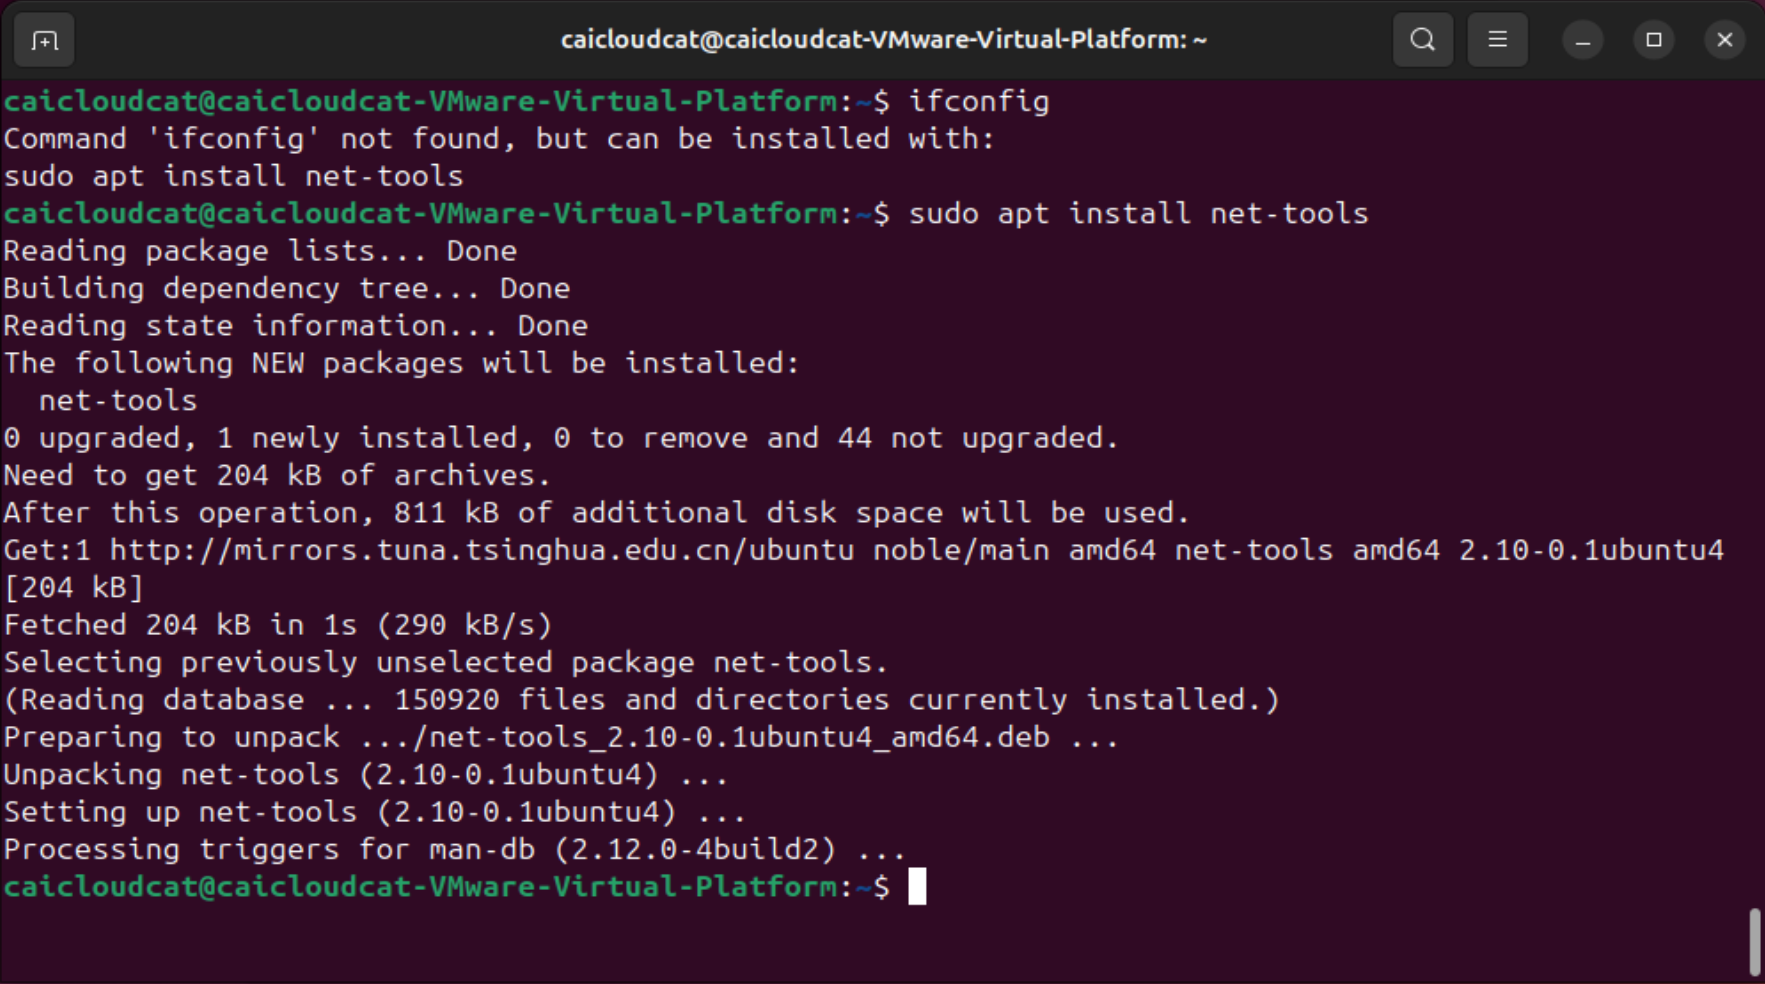 caicloudcat@caicloudcat-VMware-Virtual-Platform: ~
caicloudcat@caicloudcat-VMware-Virtual-Platform:~$ ifconfig
Command 'ifconfig' not found, but can be installed with:
sudo apt install net-tools
caicloudcat@caicloudcat-VMware-Virtual-Platform:~$ sudo apt install net-tools
Reading package lists... Done
Building dependency tree... Done
Reading state information... Done
The following NEW packages will be installed:
  net-tools
0 upgraded, 1 newly installed, 0 to remove and 44 not upgraded.
Need to get 204 kB of archives.
After this operation, 811 kB of additional disk space will be used.
Get:1 http://mirrors.tuna.tsinghua.edu.cn/ubuntu noble/main amd64 net-tools amd64 2.10-0.1ubuntu4
[204 kB]
Fetched 204 kB in 1s (290 kB/s)
Selecting previously unselected package net-tools.
(Reading database ... 150920 files and directories currently installed.)
Preparing to unpack .../net-tools_2.10-0.1ubuntu4_amd64.deb ...
Unpacking net-tools (2.10-0.1ubuntu4) ...
Setting up net-tools (2.10-0.1ubuntu4) ...
Processing triggers for man-db (2.12.0-4build2) ...
caicloudcat@caicloudcat-VMware-Virtual-Platform:~$